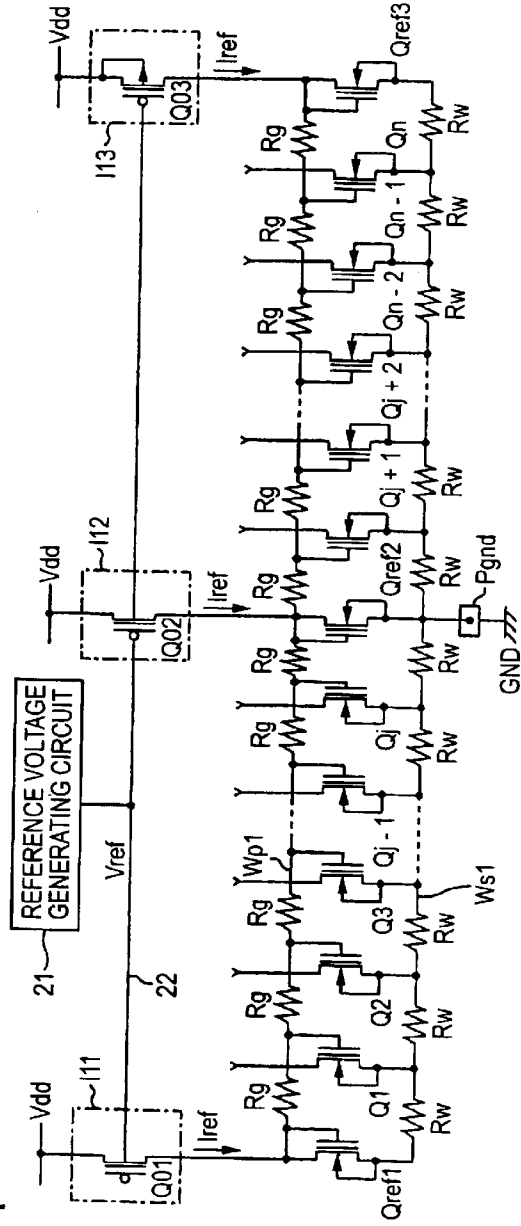 Vdd
Vdd
Vdd
I11
I12
I13
REFERENCE VOLTAGE
GENERATING CIRCUIT
21
Vref
22
Q01
Q02
Q03
Iref
Iref
Iref
Rg
Rg
Rg
Wp1
Rg
Rg
Rg
Rg
Rg
Rg
Rg
Qref1
Q1
Q2
Q3
Qj - 1
Qj
Qref2
Qj + 1
Qj + 2
Qn - 2
Qn - 1
Qn
Qref3
Rw
Rw
Rw
Ws1
Rw
Rw
Rw
Rw
Rw
Rw
Rw
Pgnd
GND